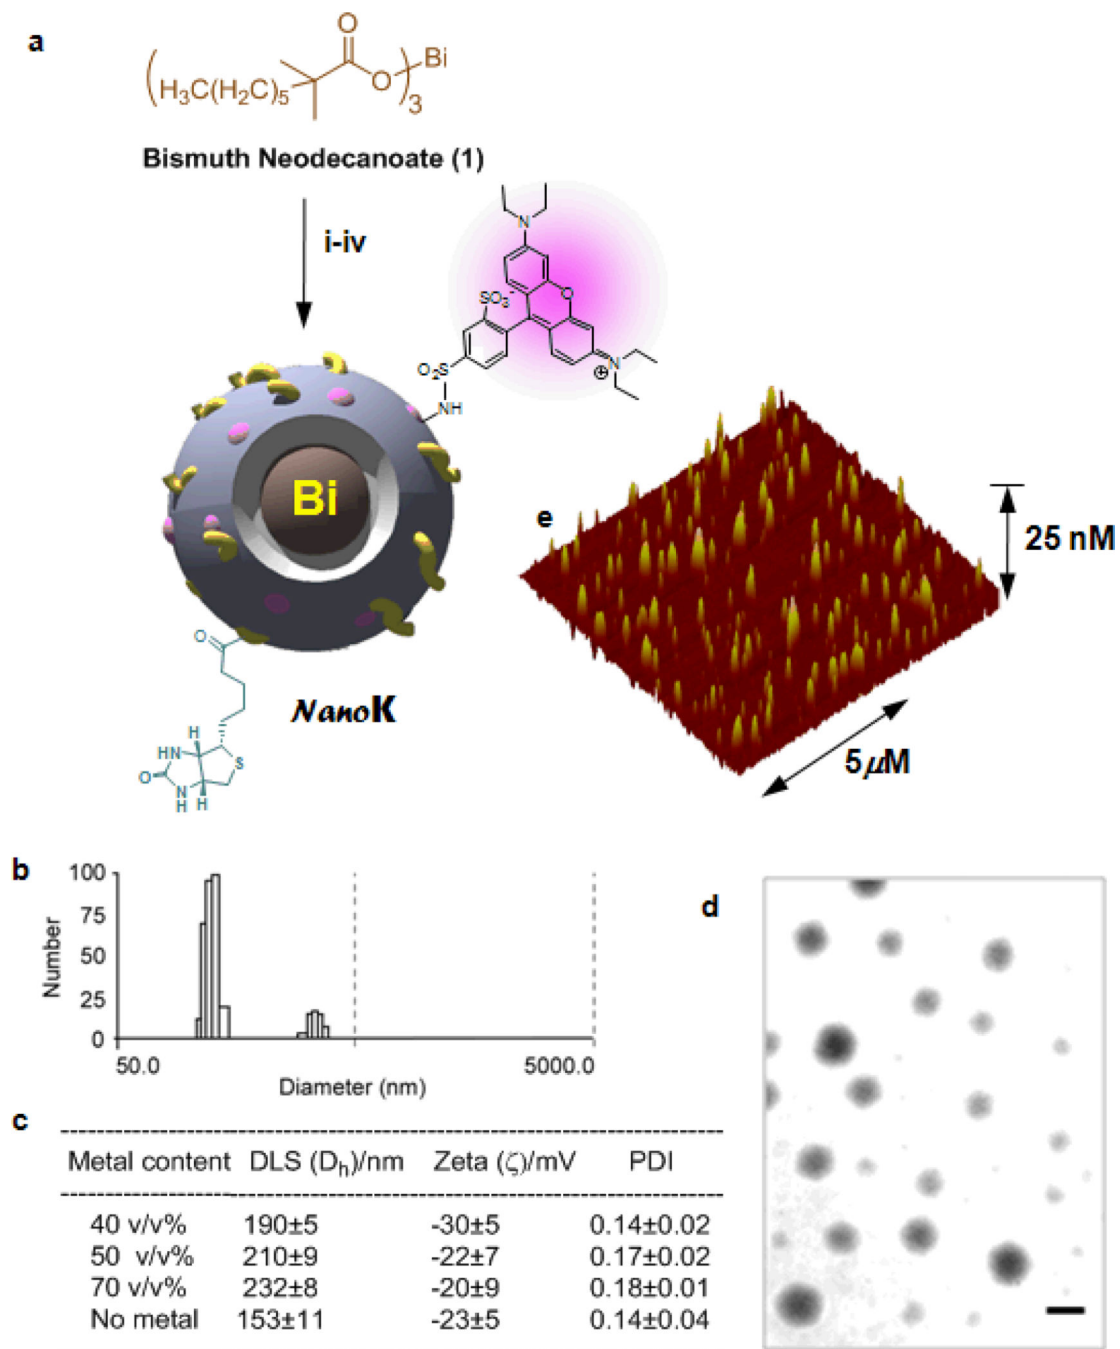 a
O
(H₃C(H₂C)₅ O)₃ Bi
Bismuth Neodecanoate (1)
i-iv
N
O
SO₃⁻
N
⊕
O₂S
NH
Bi
e
25 nM
5μM
O
NanoK
H
HN
S
O
N
H H
b
100
75
50
25
0
Number
50.0
5000.0
Diameter (nm)
c
Metal content DLS (Dₕ)/nm Zeta (ζ)/mV PDI
40 v/v% 190±5 -30±5 0.14±0.02
50 v/v% 210±9 -22±7 0.17±0.02
70 v/v% 232±8 -20±9 0.18±0.01
No metal 153±11 -23±5 0.14±0.04
d